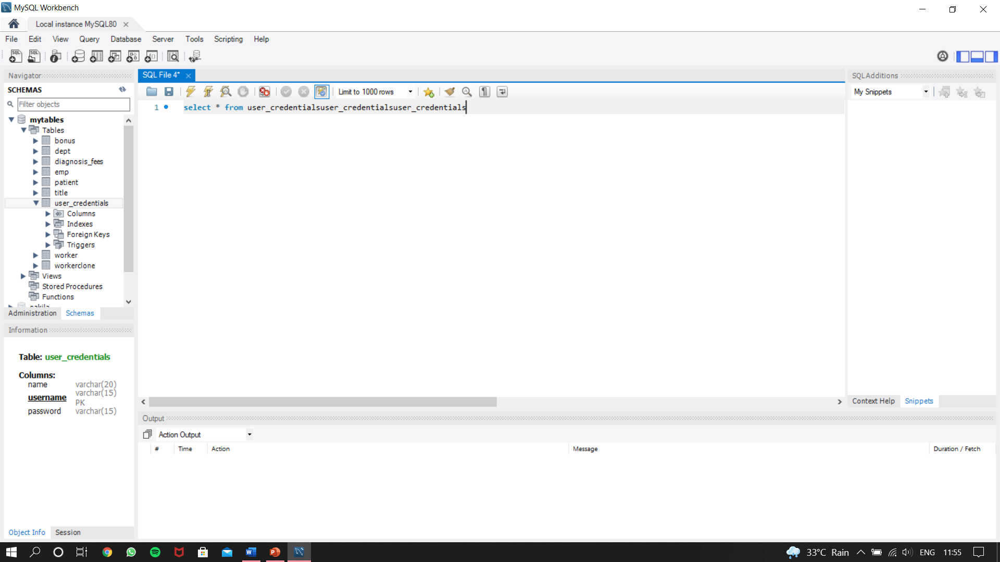 MySQL Workbench
Local instance MySQL80
File Edit View Query Database Server Tools Scripting Help
Navigator
SCHEMAS
Filter objects
mytables
Tables
bonus
dept
diagnosis_fees
emp
patient
title
user_credentials
Columns
Indexes
Foreign Keys
Triggers
worker
workerclone
Views
Stored Procedures
Functions
sakila
Administration Schemas
Information
Table: user_credentials
Columns:
name varchar(20)
username varchar(15) PK
password varchar(15)
Object Info Session
SQL File 4*
Limit to 1000 rows
1 select * from user_credentialsuser_credentialsuser_credentials
SQLAdditions
My Snippets
Context Help Snippets
Output
Action Output
# Time Action Message Duration / Fetch
33°C Rain ENG 11:55